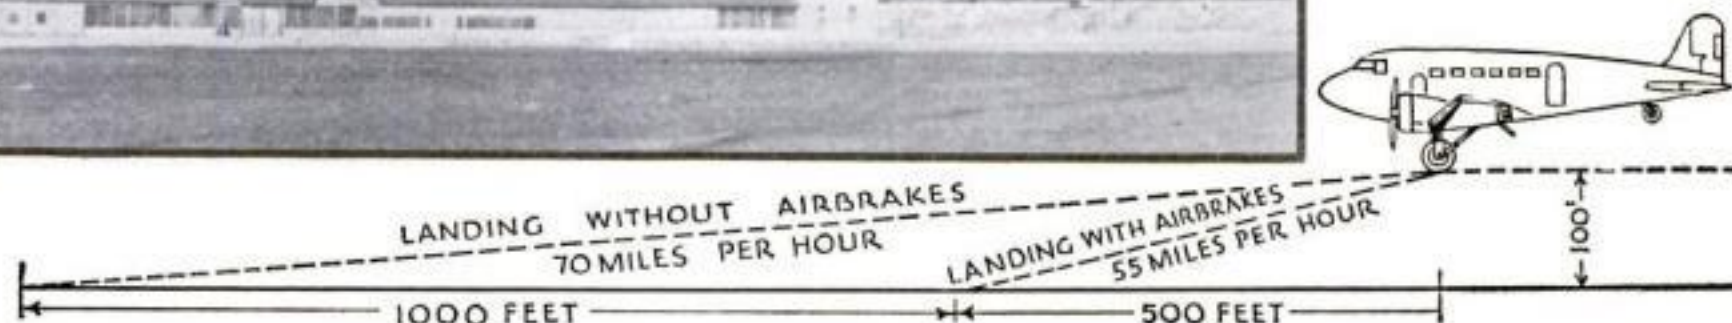 LANDING WITHOUT AIRBRAKES
70 MILES PER HOUR
LANDING WITH AIRBRAKES
55 MILES PER HOUR
100'
1000 FEET
500 FEET